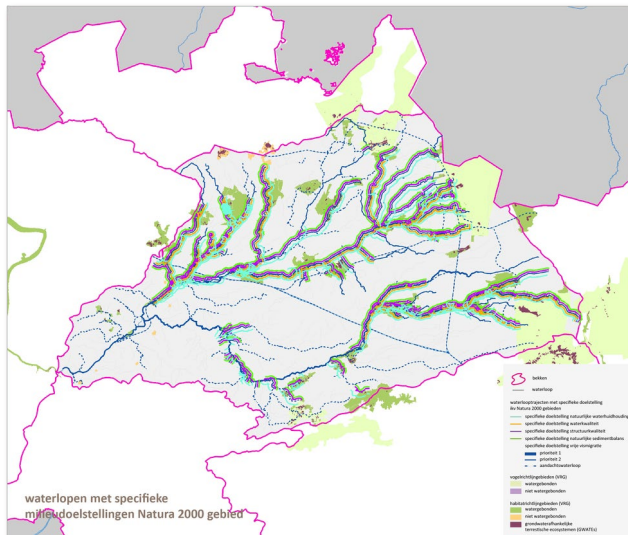 bekken
waterloop
waterlooptrajecten met specifieke doelstelling
ikv Natura 2000 gebieden
specifieke doelstelling natuurlijke waterhuishouding
specifieke doelstelling waterkwaliteit
specifieke doelstelling structuurkwaliteit
specifieke doelstelling natuurlijke sedimentbalans
specifieke doelstelling vrije vismigratie
prioriteit 1
prioriteit 2
aandachtswaterloop
vogelrichtlijngebieden (VRG)
watergebonden
niet watergebonden
habitatrichtlijngebieden (VRG)
watergebonden
niet watergebonden
grondwaterafhankelijke
terrestische ecosystemen (GWATEs)
waterlopen met specifieke
milieudoelstellingen Natura 2000 gebied